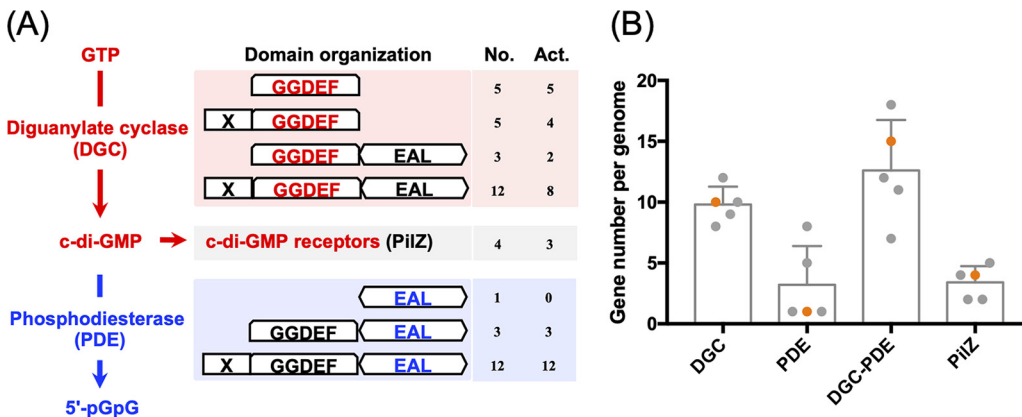 (A)
GTP
Diguanylate cyclase
(DGC)
c-di-GMP
Phosphodiesterase
(PDE)
5'-pGpG
Domain organization No. Act.
GGDEF 5 5
X GGDEF 5 4
GGDEF EAL 3 2
X GGDEF EAL 12 8
c-di-GMP receptors (PilZ) 4 3
EAL 1 0
GGDEF EAL 3 3
X GGDEF EAL 12 12
(B)
Gene number per genome
20
15
10
5
0
DGC
PDE
DGC-PDE
PilZ